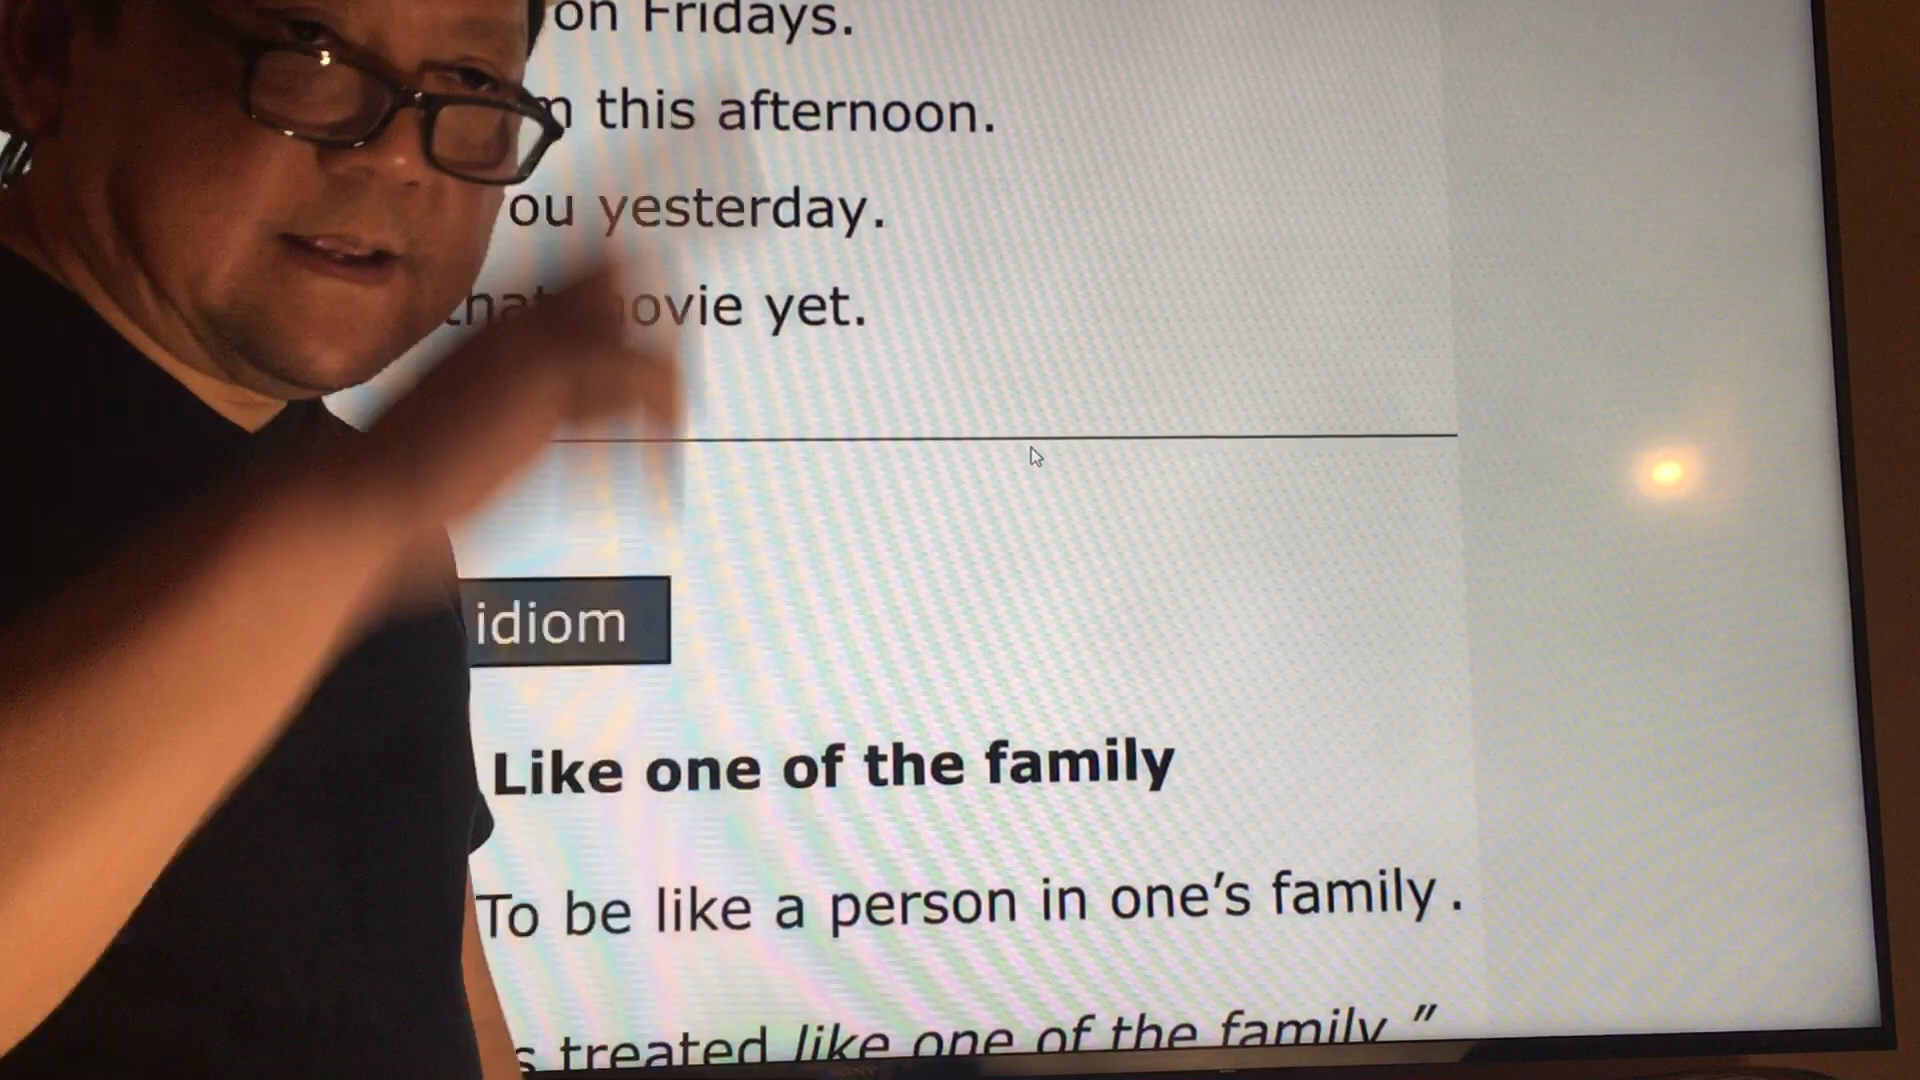 on Fridays.
this afternoon.
ou yesterday.
ovie yet.
idiom
Like one of the family
To be like a person in one’s family.
s treated like one of the family ”